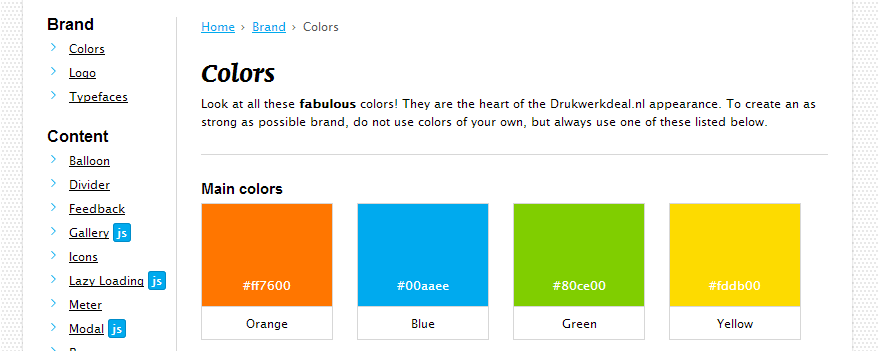 Brand
Colors
Logo
Typefaces
Content
Balloon
Divider
Feedback
Gallery js
Icons
Lazy Loading js
Meter
Modal js
Home › Brand › Colors
Colors
Look at all these fabulous colors! They are the heart of the Drukwerkdeal.nl appearance. To create an as
strong as possible brand, do not use colors of your own, but always use one of these listed below.
Main colors
#ff7600 #00aaee #80ce00 #fddb00
Orange Blue Green Yellow